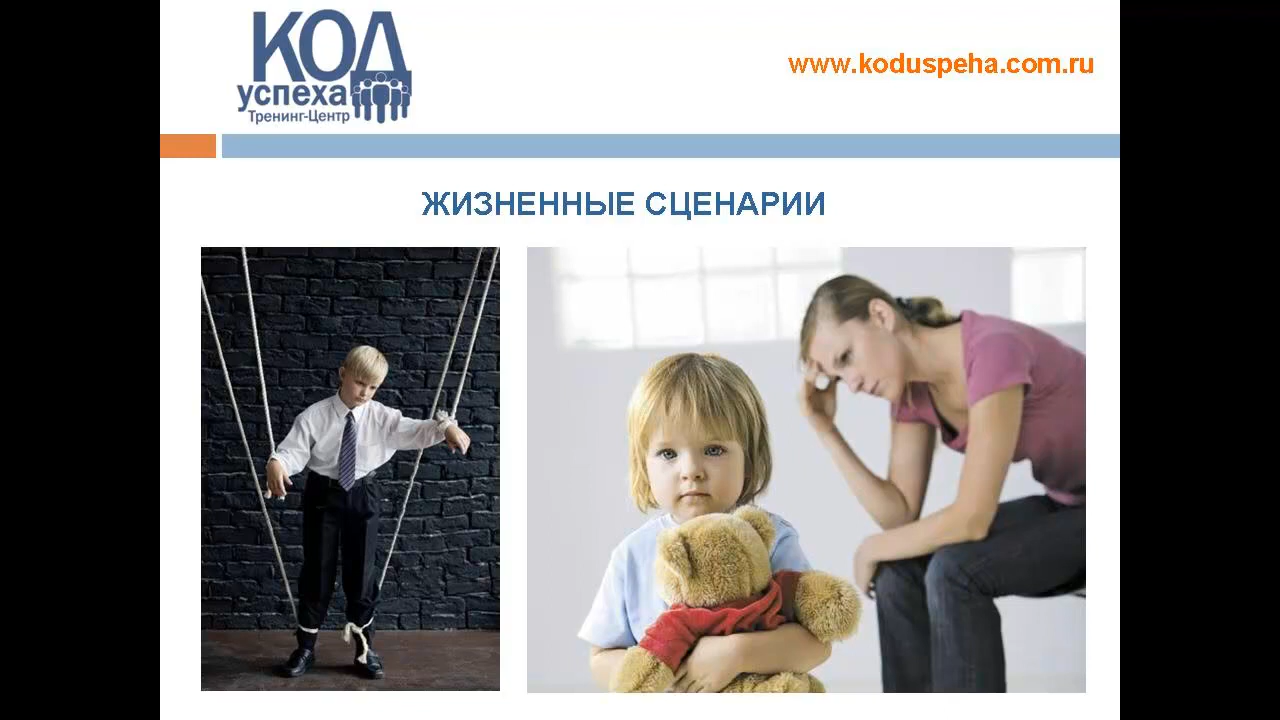 КОД
успеха
Тренинг-Центр
www.koduspeha.com.ru
ЖИЗНЕННЫЕ СЦЕНАРИИ